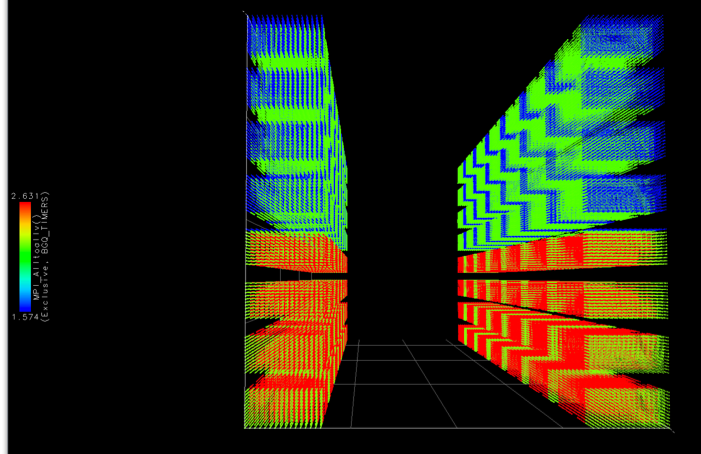 2.631
MPI_Alltoallv()
(Exclusive, BGQ_TIMERS)
1.574